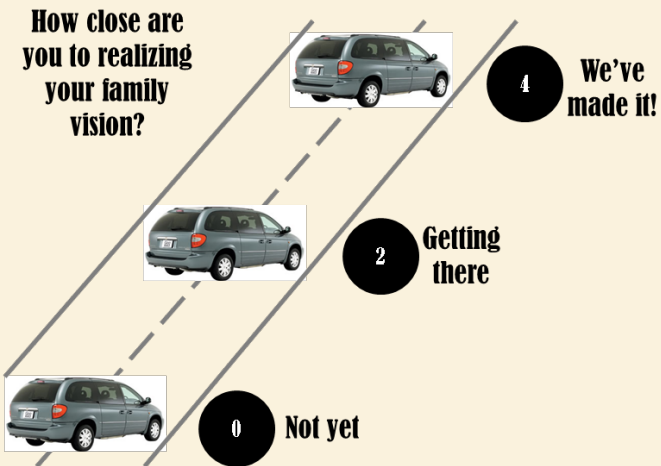 How close are
you to realizing
your family
vision?
4
We've
made it!
2
Getting
there
0
Not yet